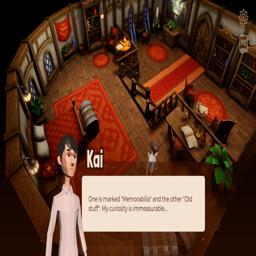 Kai
One is marked "Memorabilia" and the other "Old
stuff". My curiosity is immeasurable...